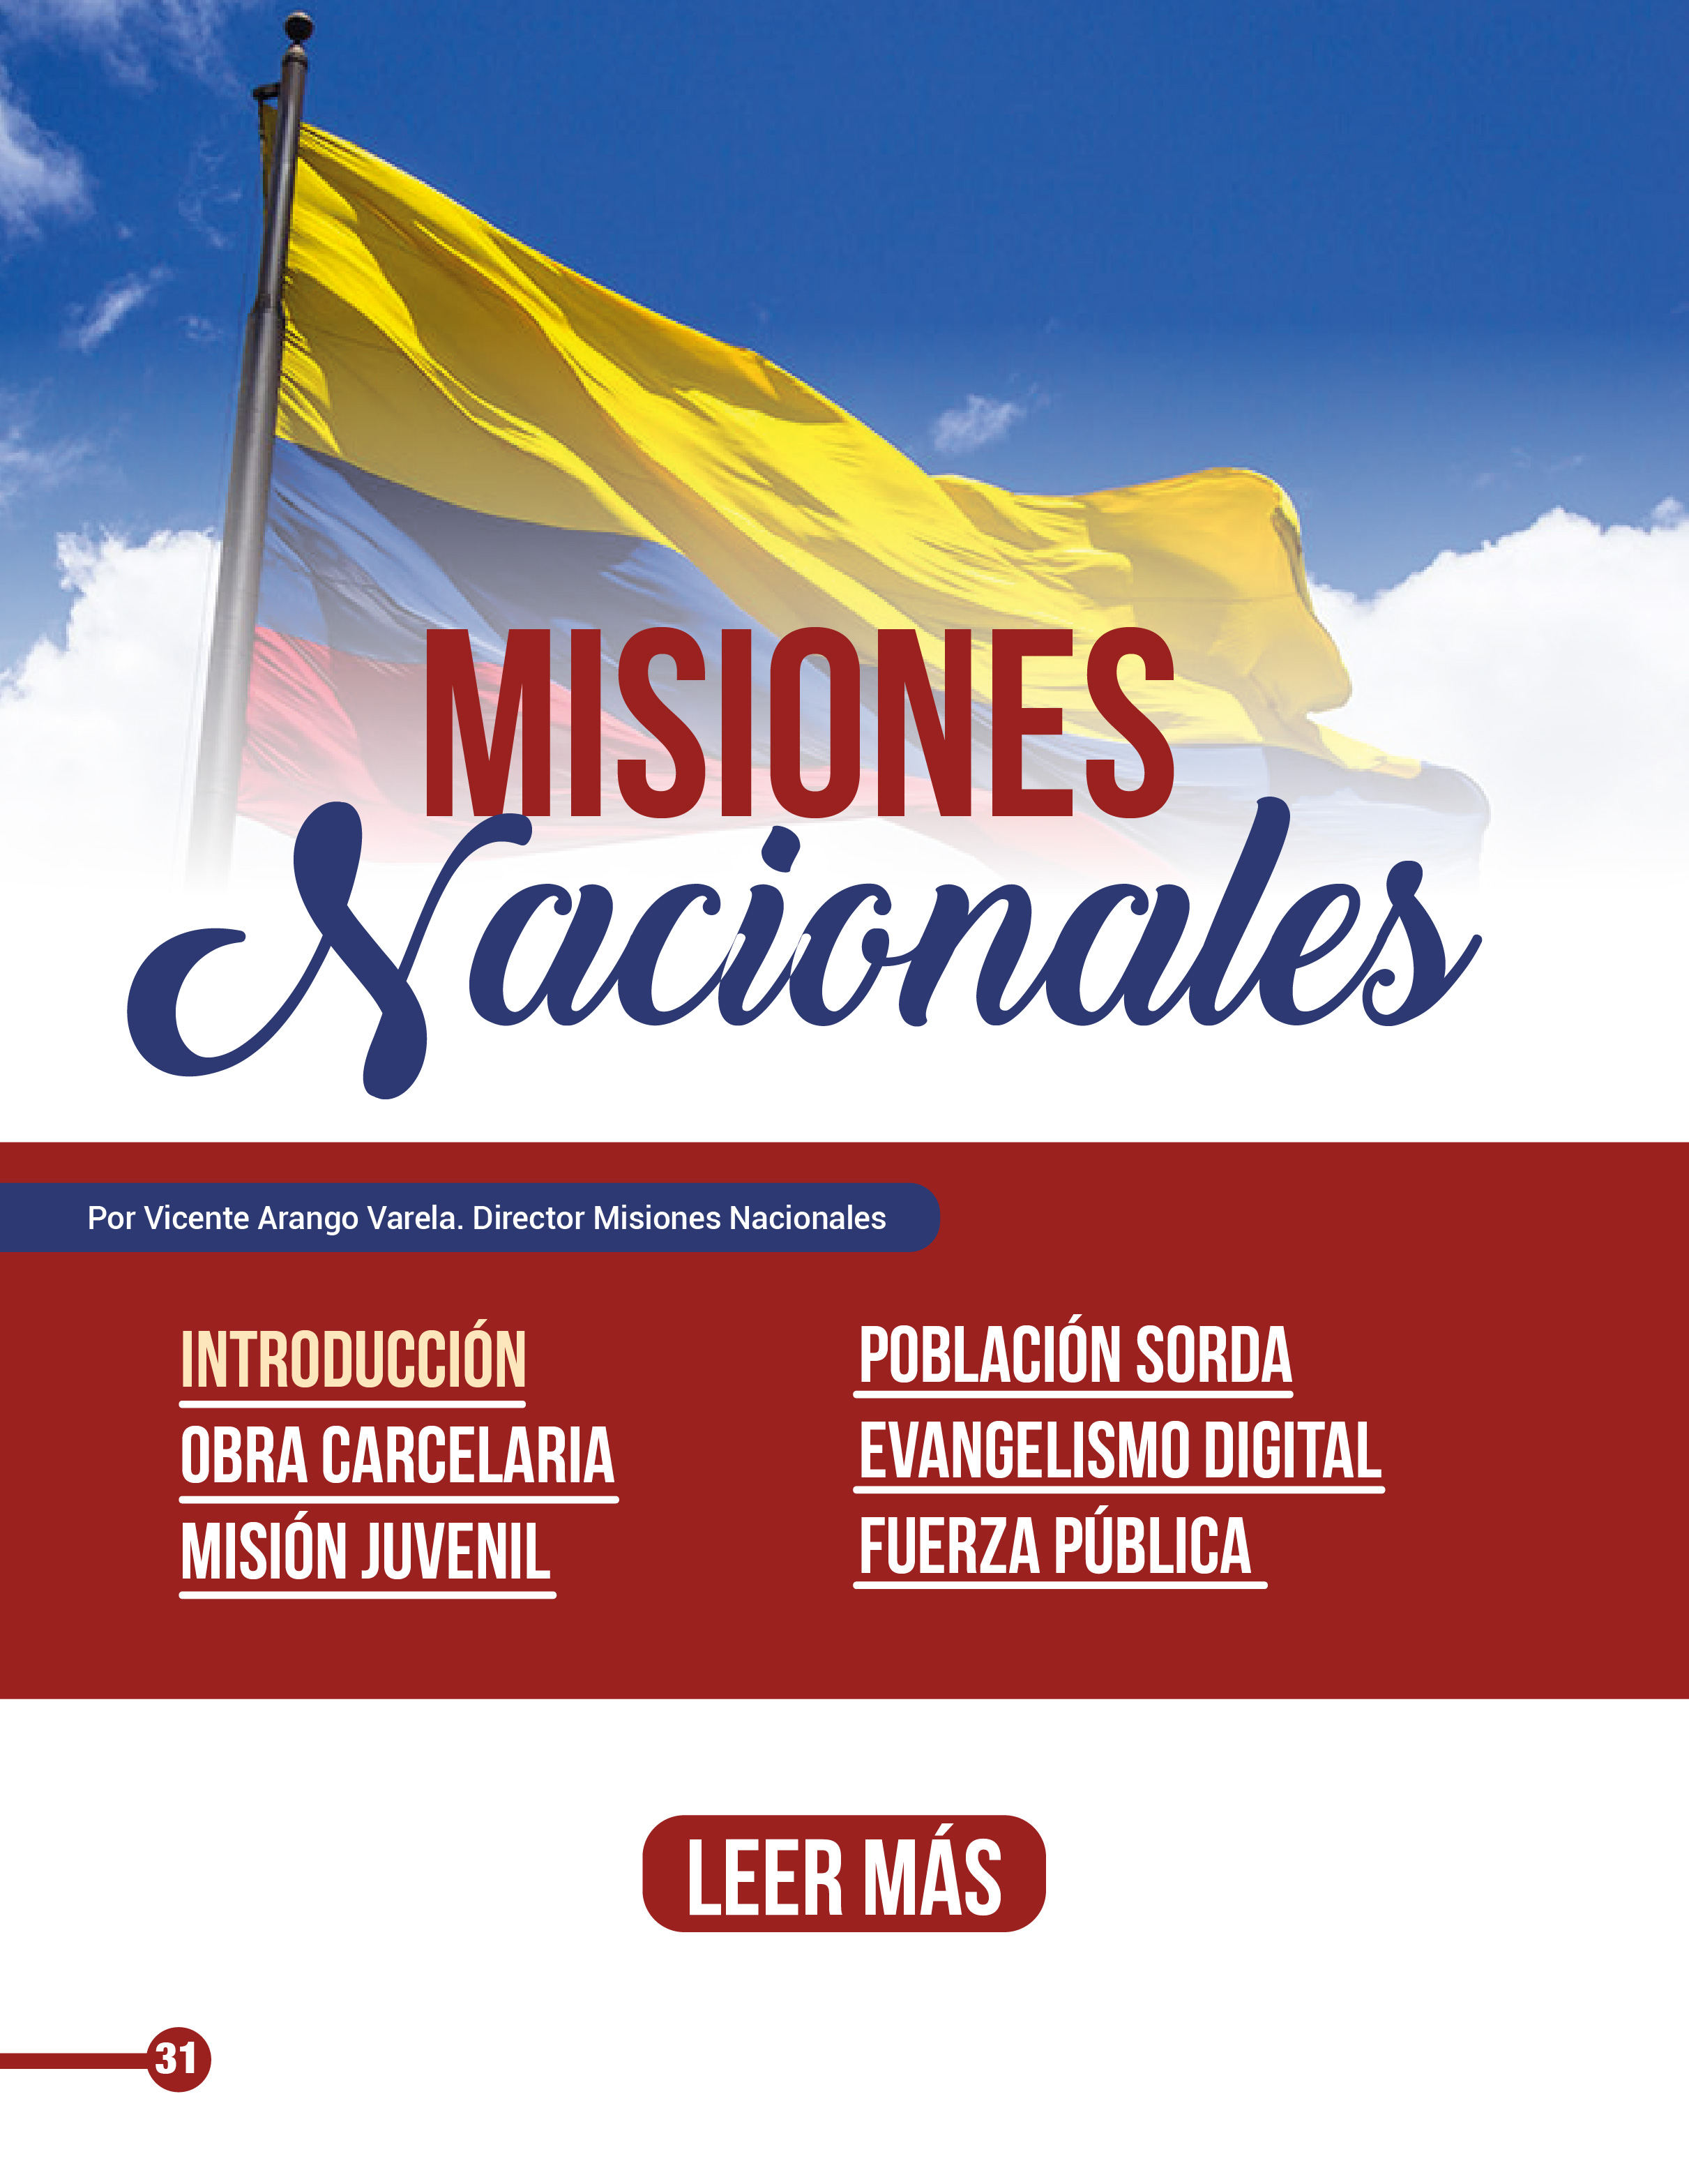 MISIONES
Nacionales
Por Vicente Arango Varela. Director Misiones Nacionales
INTRODUCCIÓN
OBRA CARCELARIA
MISIÓN JUVENIL
POBLACIÓN SORDA
EVANGELISMO DIGITAL
FUERZA PÚBLICA
LEER MÁS
31